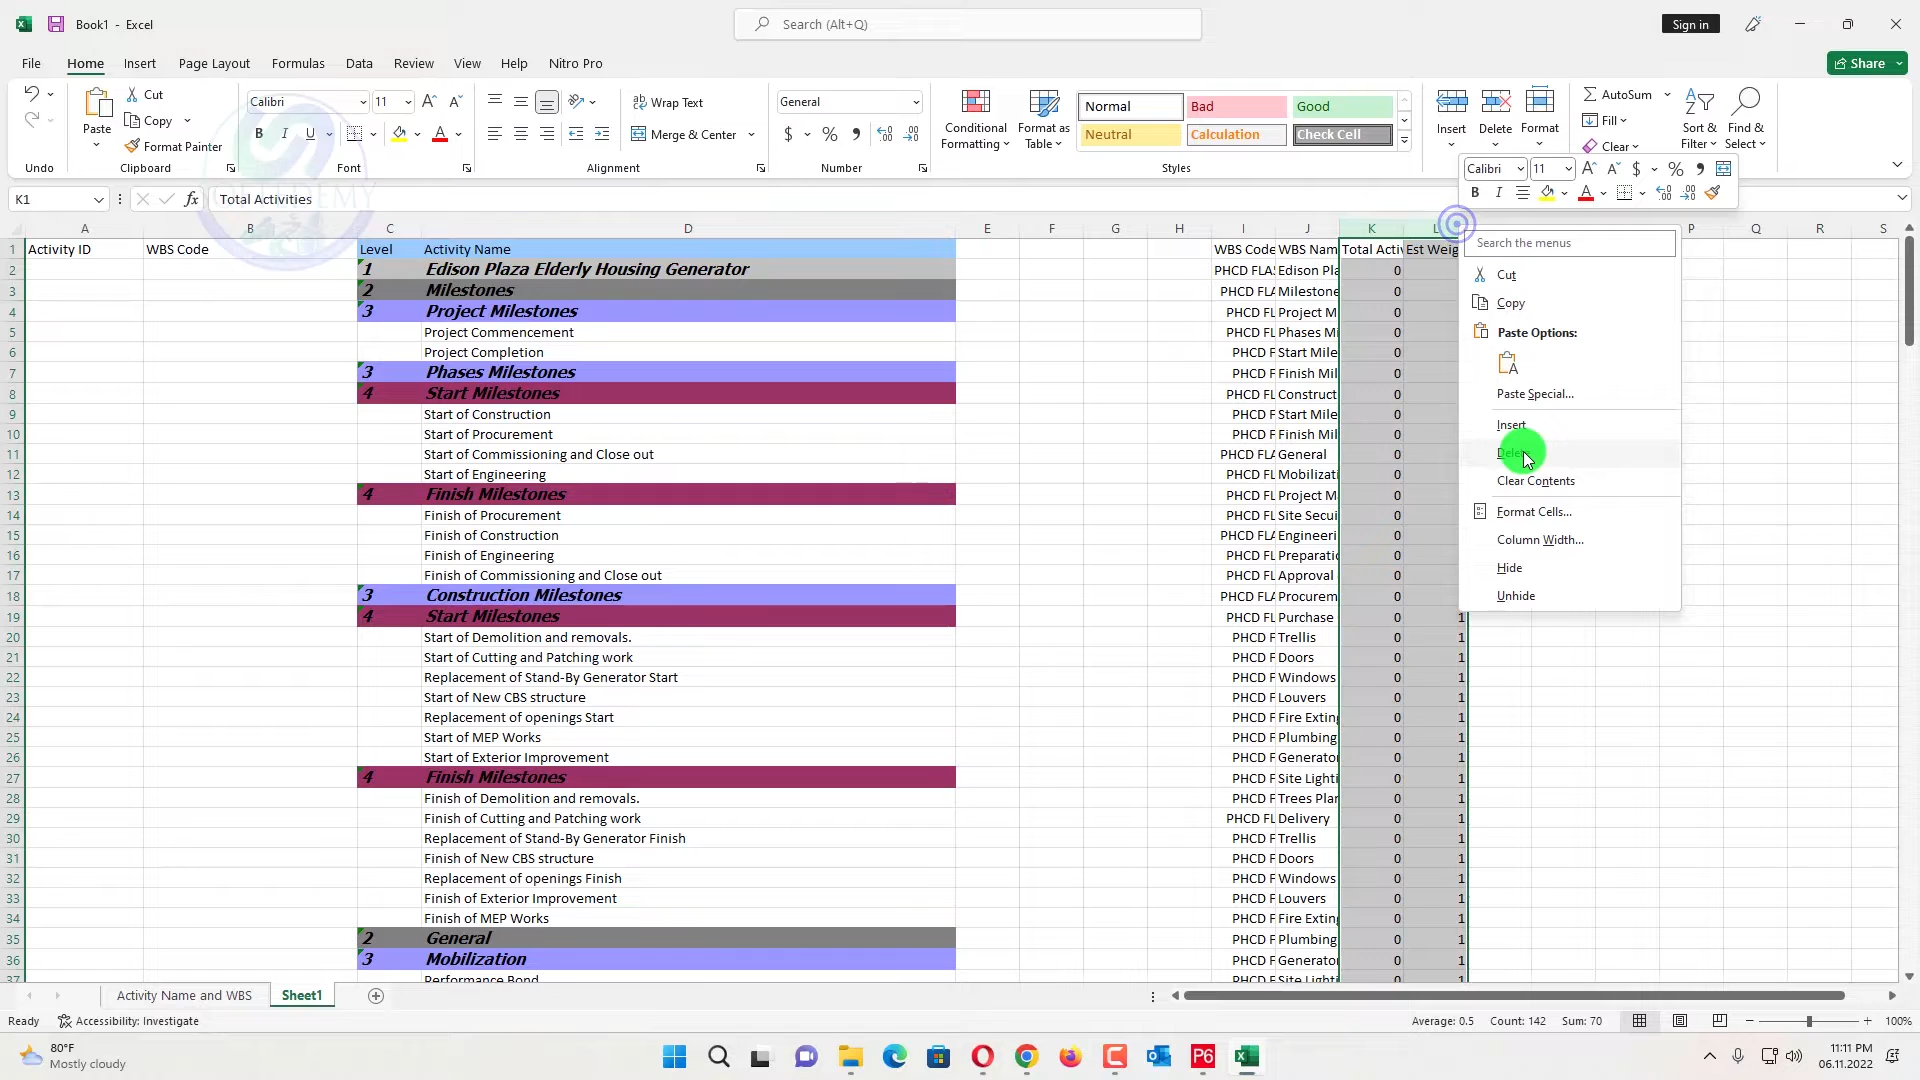 Book1 - Excel
Search (Alt+Q)
Sign in
File Home Insert Page Layout Formulas Data Review View Help Nitro Pro
Share
Cut
Copy
Format Painter
Paste
Calibri 11
B I U A
Wrap Text
Merge & Center
General
$ % ,
Conditional Formatting
Format as Table
Normal Bad Good
Neutral Calculation Check Cell
Insert Delete Format
AutoSum
Fill
Clear
Sort & Filter
Find & Select
Undo Clipboard Font Alignment Number Styles
Calibri 11
B I A
K1 fx Total Activities
A B C D E F G H I J K L P Q R S
1 Activity ID WBS Code Level Activity Name WBS Code WBS Nam Total Activ Est Weig
2 1 Edison Plaza Elderly Housing Generator PHCD FLA Edison Pla 0
3 2 Milestones PHCD FLA Milestone 0
4 3 Project Milestones PHCD FL Project M 0
5 Project Commencement PHCD FL Phases Mi 0
6 Project Completion PHCD F Start Mile 0
7 3 Phases Milestones PHCD F Finish Mil 0
8 4 Start Milestones PHCD FL Construct 0
9 Start of Construction PHCD F Start Mile 0
10 Start of Procurement PHCD F Finish Mil 0
11 Start of Commissioning and Close out PHCD FLA General 0
12 Start of Engineering PHCD FL Mobilizati 0
13 4 Finish Milestones PHCD FL Project M 0
14 Finish of Procurement PHCD FL Site Secui 0
15 Finish of Construction PHCD FLA Engineeri 0
16 Finish of Engineering PHCD FL Preparatio 0
17 Finish of Commissioning and Close out PHCD FL Approval 0
18 3 Construction Milestones PHCD FLA Procurem 0
19 4 Start Milestones PHCD FL Purchase 0 1
20 Start of Demolition and removals. PHCD F Trellis 0 1
21 Start of Cutting and Patching work PHCD F Doors 0 1
22 Replacement of Stand-By Generator Start PHCD F Windows 0 1
23 Start of New CBS structure PHCD F Louvers 0 1
24 Replacement of openings Start PHCD F Fire Exting 0 1
25 Start of MEP Works PHCD F Plumbing 0 1
26 Start of Exterior Improvement PHCD F Generator 0 1
27 4 Finish Milestones PHCD F Site Lighti 0 1
28 Finish of Demolition and removals. PHCD F Trees Plar 0 1
29 Finish of Cutting and Patching work PHCD FL Delivery 0 1
30 Replacement of Stand-By Generator Finish PHCD F Trellis 0 1
31 Finish of New CBS structure PHCD F Doors 0 1
32 Replacement of openings Finish PHCD F Windows 0 1
33 Finish of Exterior Improvement PHCD F Louvers 0 1
34 Finish of MEP Works PHCD F Fire Exting 0 1
35 2 General PHCD F Plumbing 0 1
36 3 Mobilization PHCD F Generator 0 1
37 Performance Bond PHCD F Site Lighti 0 1
Search the menus
Cut
Copy
Paste Options:
Paste Special...
Insert
Delete
Clear Contents
Format Cells...
Column Width...
Hide
Unhide
Activity Name and WBS Sheet1
Ready Accessibility: Investigate Average: 0.5 Count: 142 Sum: 70 100%
80°F
Mostly cloudy
P6
11:11 PM
06.11.2022